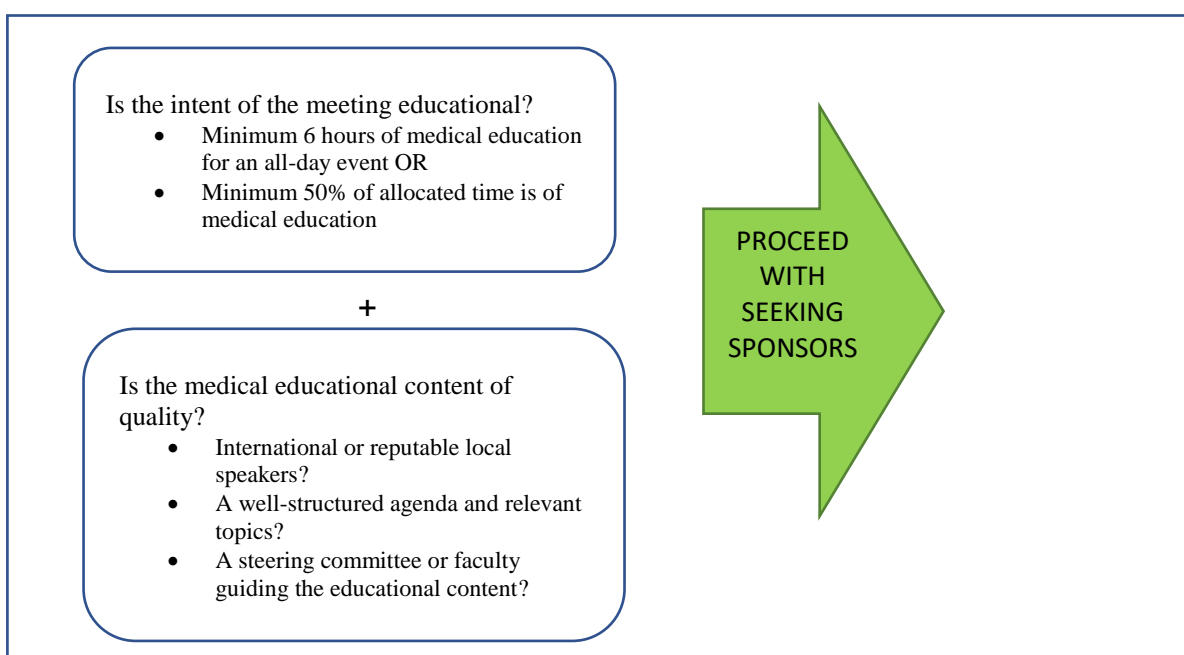 Is the intent of the meeting educational?
• Minimum 6 hours of medical education
for an all-day event OR
• Minimum 50% of allocated time is of
medical education
+
Is the medical educational content of
quality?
• International or reputable local
speakers?
• A well-structured agenda and relevant
topics?
• A steering committee or faculty
guiding the educational content?
PROCEED
WITH
SEEKING
SPONSORS